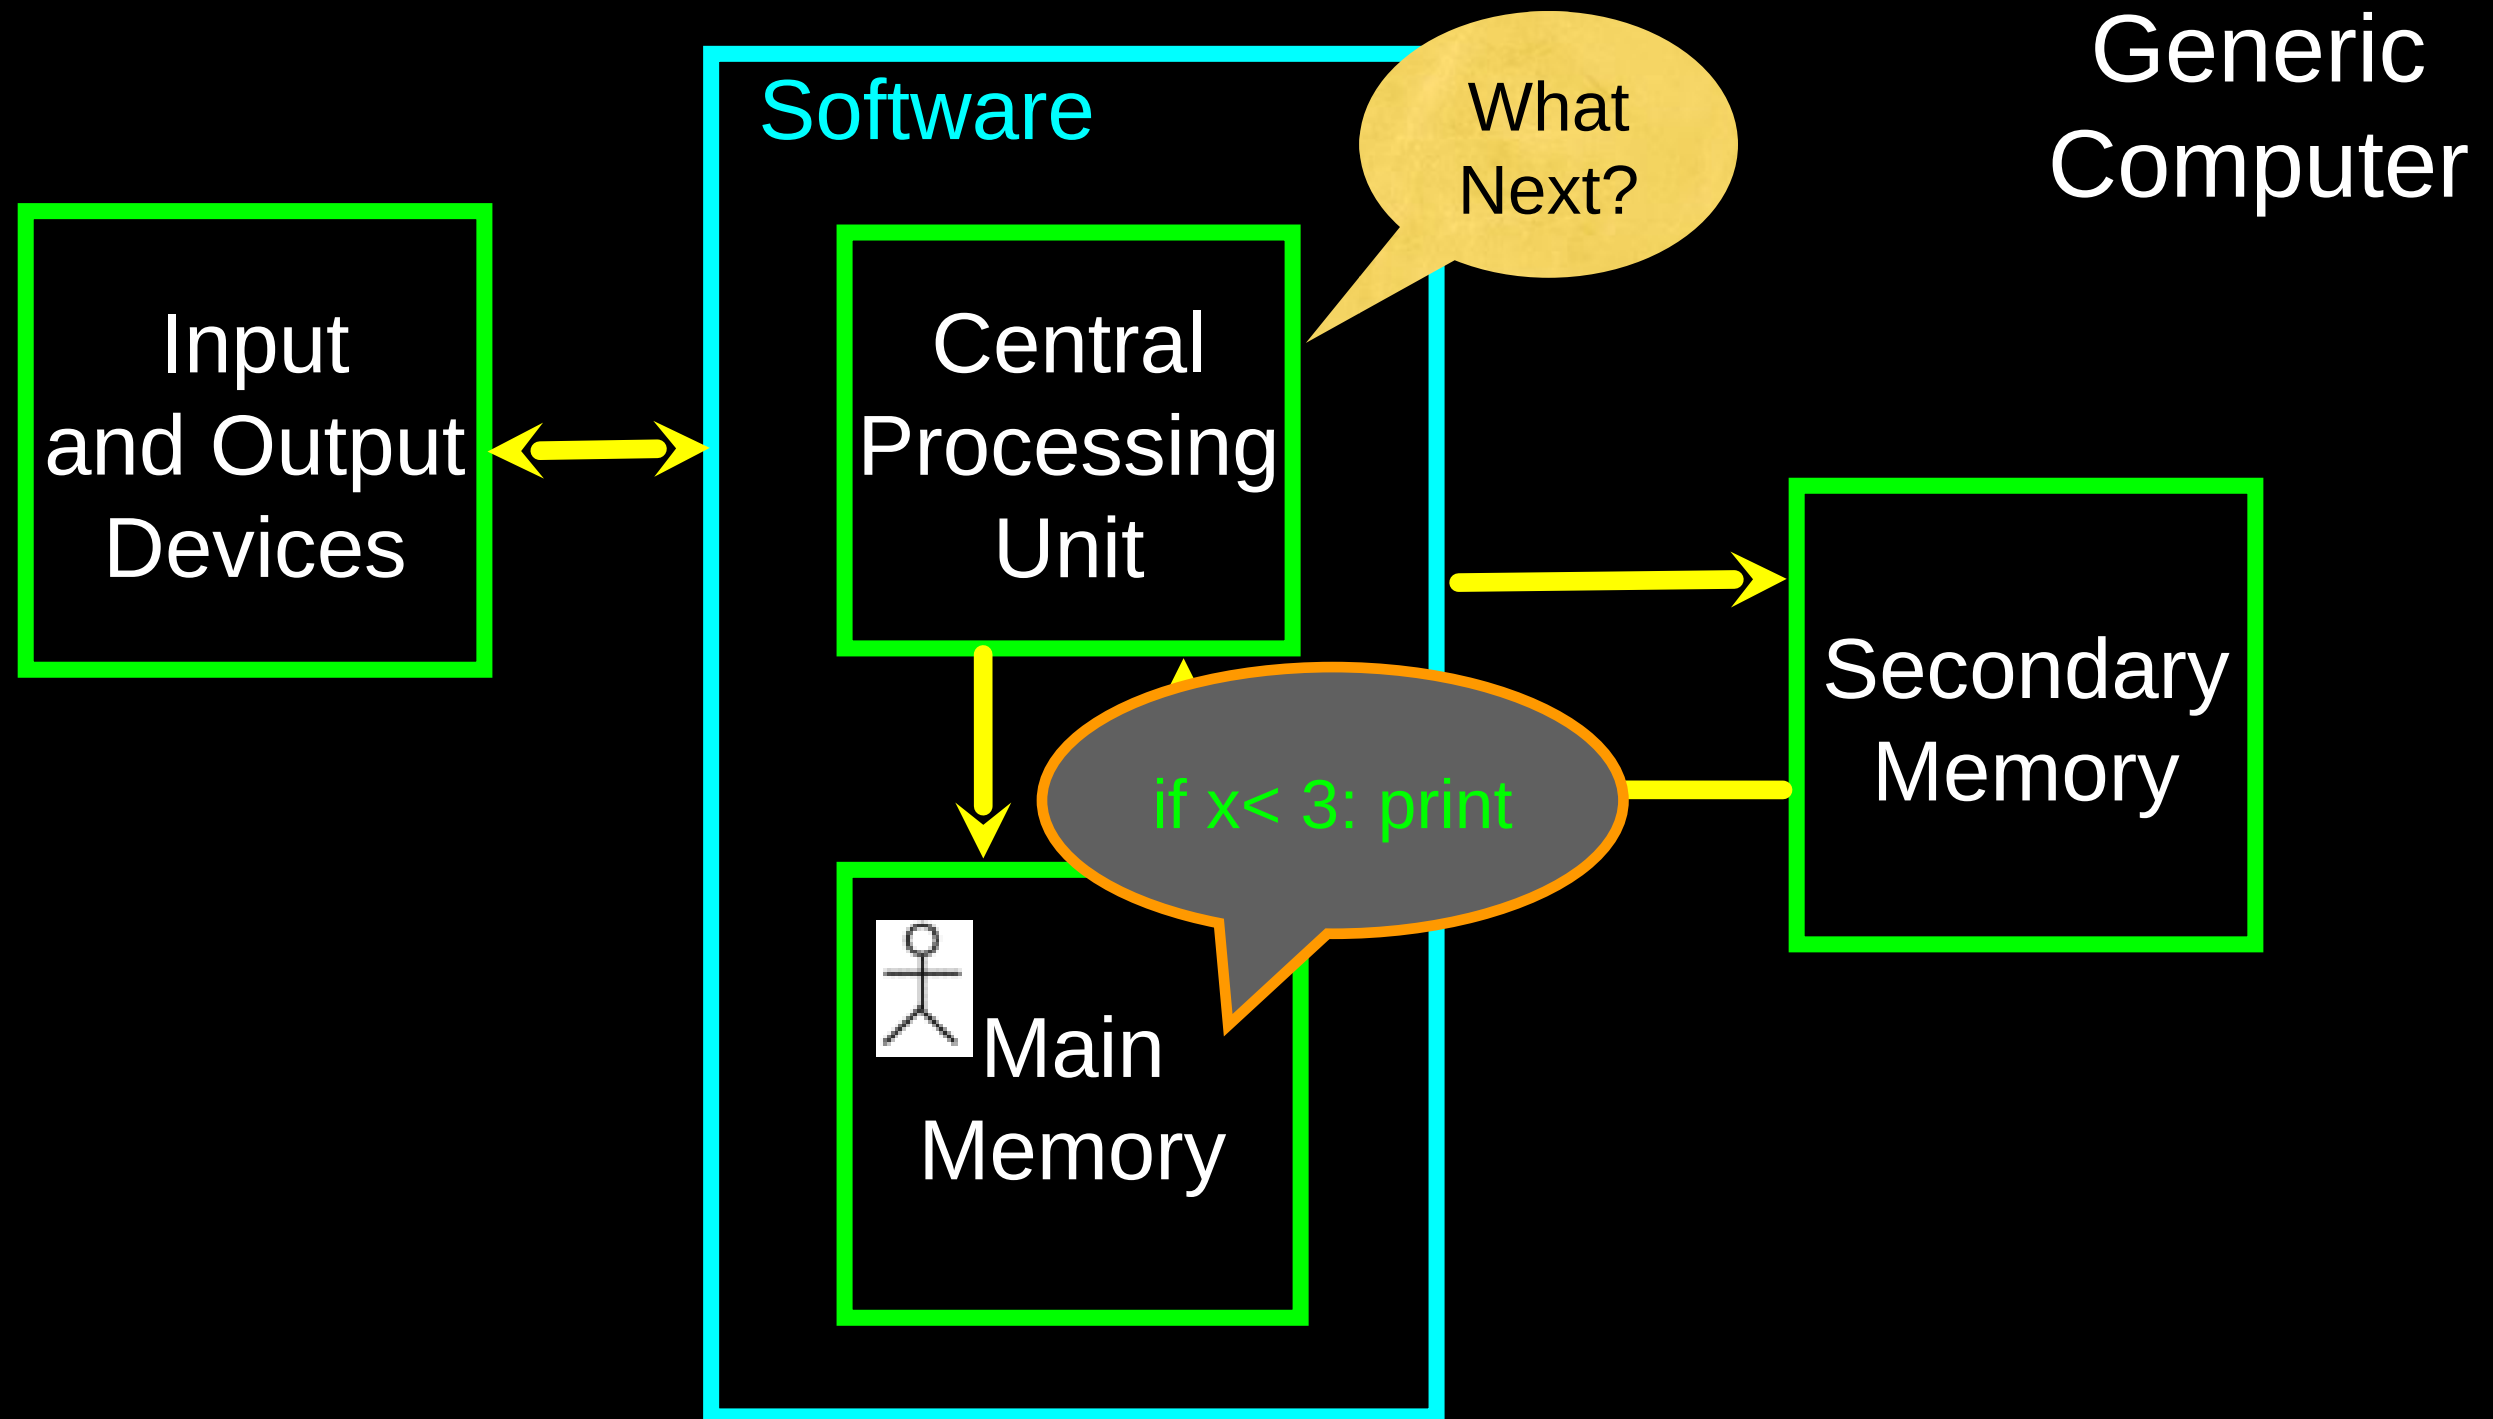 Generic
Computer
Software
What
Next?
Input
and Output
Devices
Central
Processing
Unit
Secondary
Memory
if x< 3: print
Main
Memory